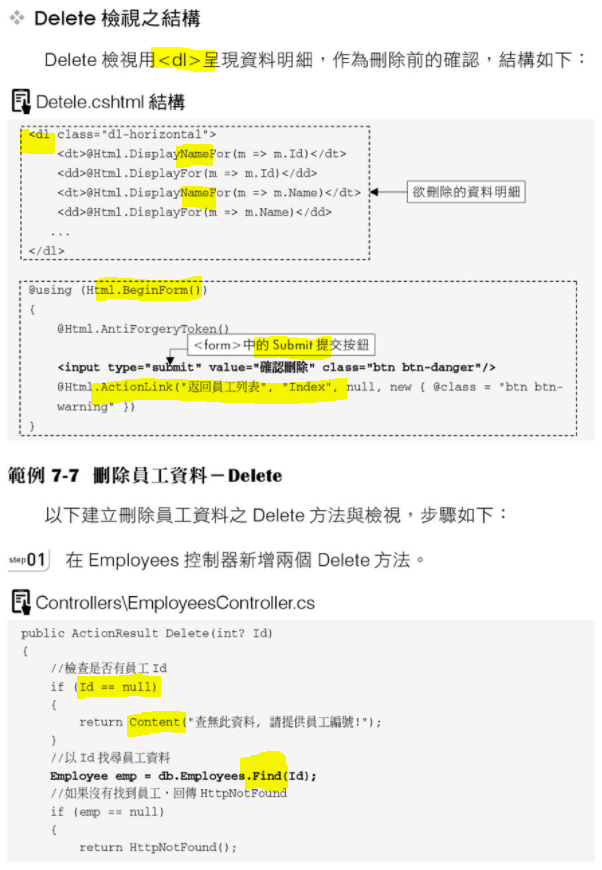 ❖ Delete 檢視之結構
Delete 檢視用<dl>呈現資料明細，作為刪除前的確認，結構如下：
Detele.cshtml 結構
<dl class="dl-horizontal">
<dt>@Html.DisplayNameFor(m => m.Id)</dt>
<dd>@Html.DisplayFor(m => m.Id)</dd>
<dt>@Html.DisplayNameFor(m => m.Name)</dt>
欲刪除的資料明細
<dd>@Html.DisplayFor(m => m.Name)</dd>
...
</dl>
@using (Html.BeginForm())
{
@Html.AntiForgeryToken()
<form>中的 Submit 提交按鈕
<input type="submit" value="確認刪除" class="btn btn-danger"/>
@Html.ActionLink("返回員工列表", "Index", null, new { @class = "btn btn-
warning" })
}
範例 7-7 刪除員工資料－Delete
以下建立刪除員工資料之 Delete 方法與檢視，步驟如下：
step01 在 Employees 控制器新增兩個 Delete 方法。
Controllers\EmployeesController.cs
public ActionResult Delete(int? Id)
{
//檢查是否有員工 Id
if (Id == null)
{
return Content("查無此資料, 請提供員工編號!");
}
//以 Id 找尋員工資料
Employee emp = db.Employees.Find(Id);
//如果沒有找到員工，回傳 HttpNotFound
if (emp == null)
{
return HttpNotFound();